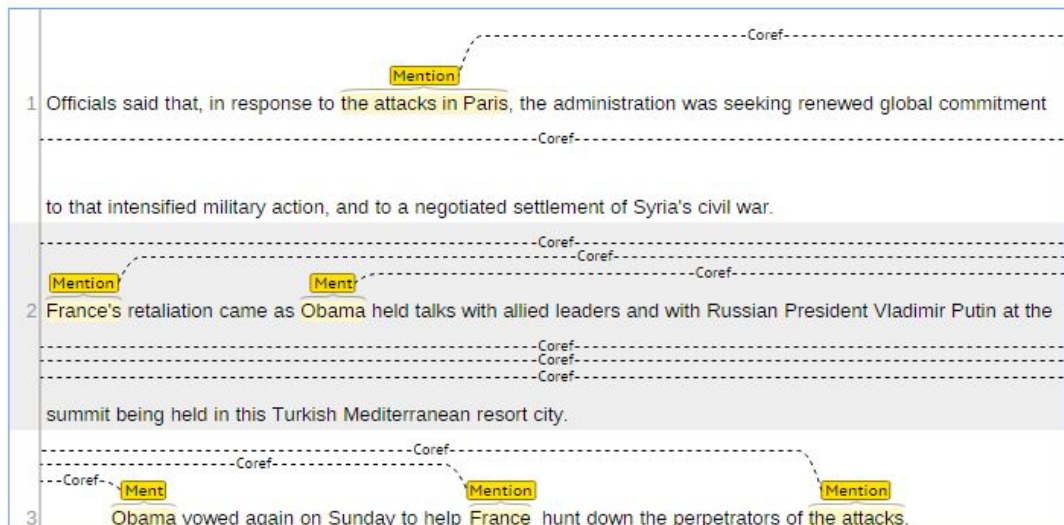 Coref
Mention
1 Officials said that, in response to the attacks in Paris, the administration was seeking renewed global commitment
Coref
to that intensified military action, and to a negotiated settlement of Syria's civil war.
Coref
Coref
Mention Ment Coref
2 France's retaliation came as Obama held talks with allied leaders and with Russian President Vladimir Putin at the
Coref
Coref
Coref
summit being held in this Turkish Mediterranean resort city.
Coref
Coref
Coref Ment Mention Mention
3 Obama vowed again on Sunday to help France hunt down the perpetrators of the attacks